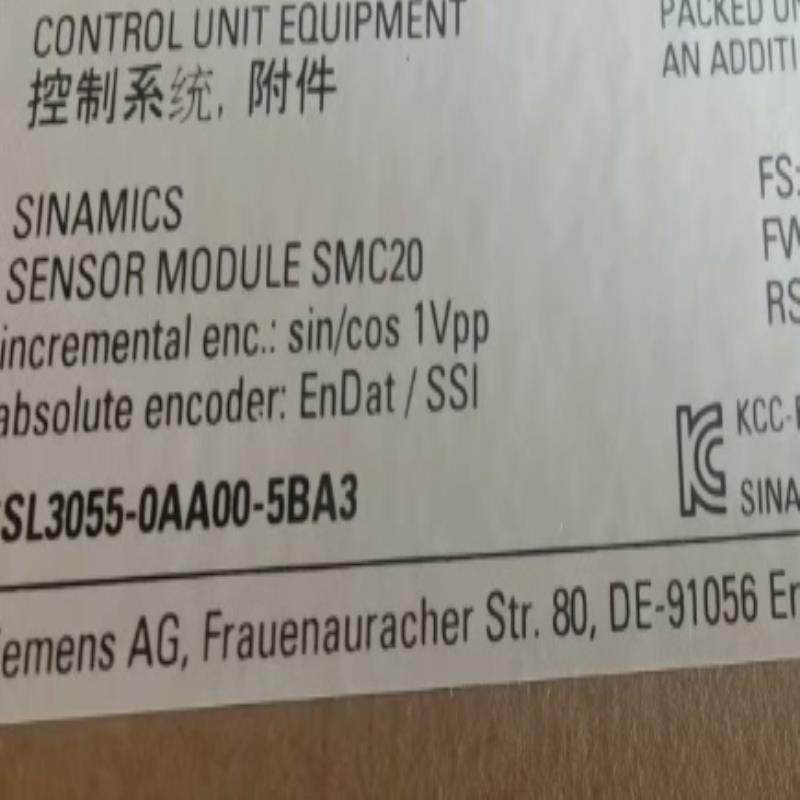 CONTROL UNIT EQUIPMENT
控制系统, 附件
PACKED
AN ADDITI
SINAMICS
SENSOR MODULE SMC20
incremental enc.: sin/cos 1Vpp
absolute encoder: EnDat / SSI
FS:
FW
RS
SL3055-0AA00-5BA3
KCC-
SINA
emens AG, Frauenauracher Str. 80, DE-91056 Er